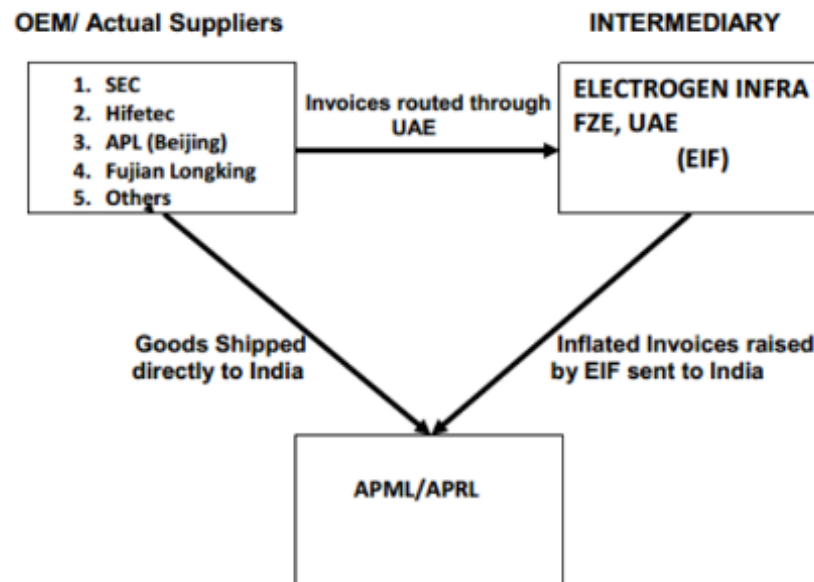 OEM/ Actual Suppliers
INTERMEDIARY
1. SEC
2. Hifetec
3. APL (Beijing)
4. Fujian Longking
5. Others
Invoices routed through
UAE
ELECTROGEN INFRA
FZE, UAE
(EIF)
Goods Shipped
directly to India
Inflated Invoices raised
by EIF sent to India
APML/APRL